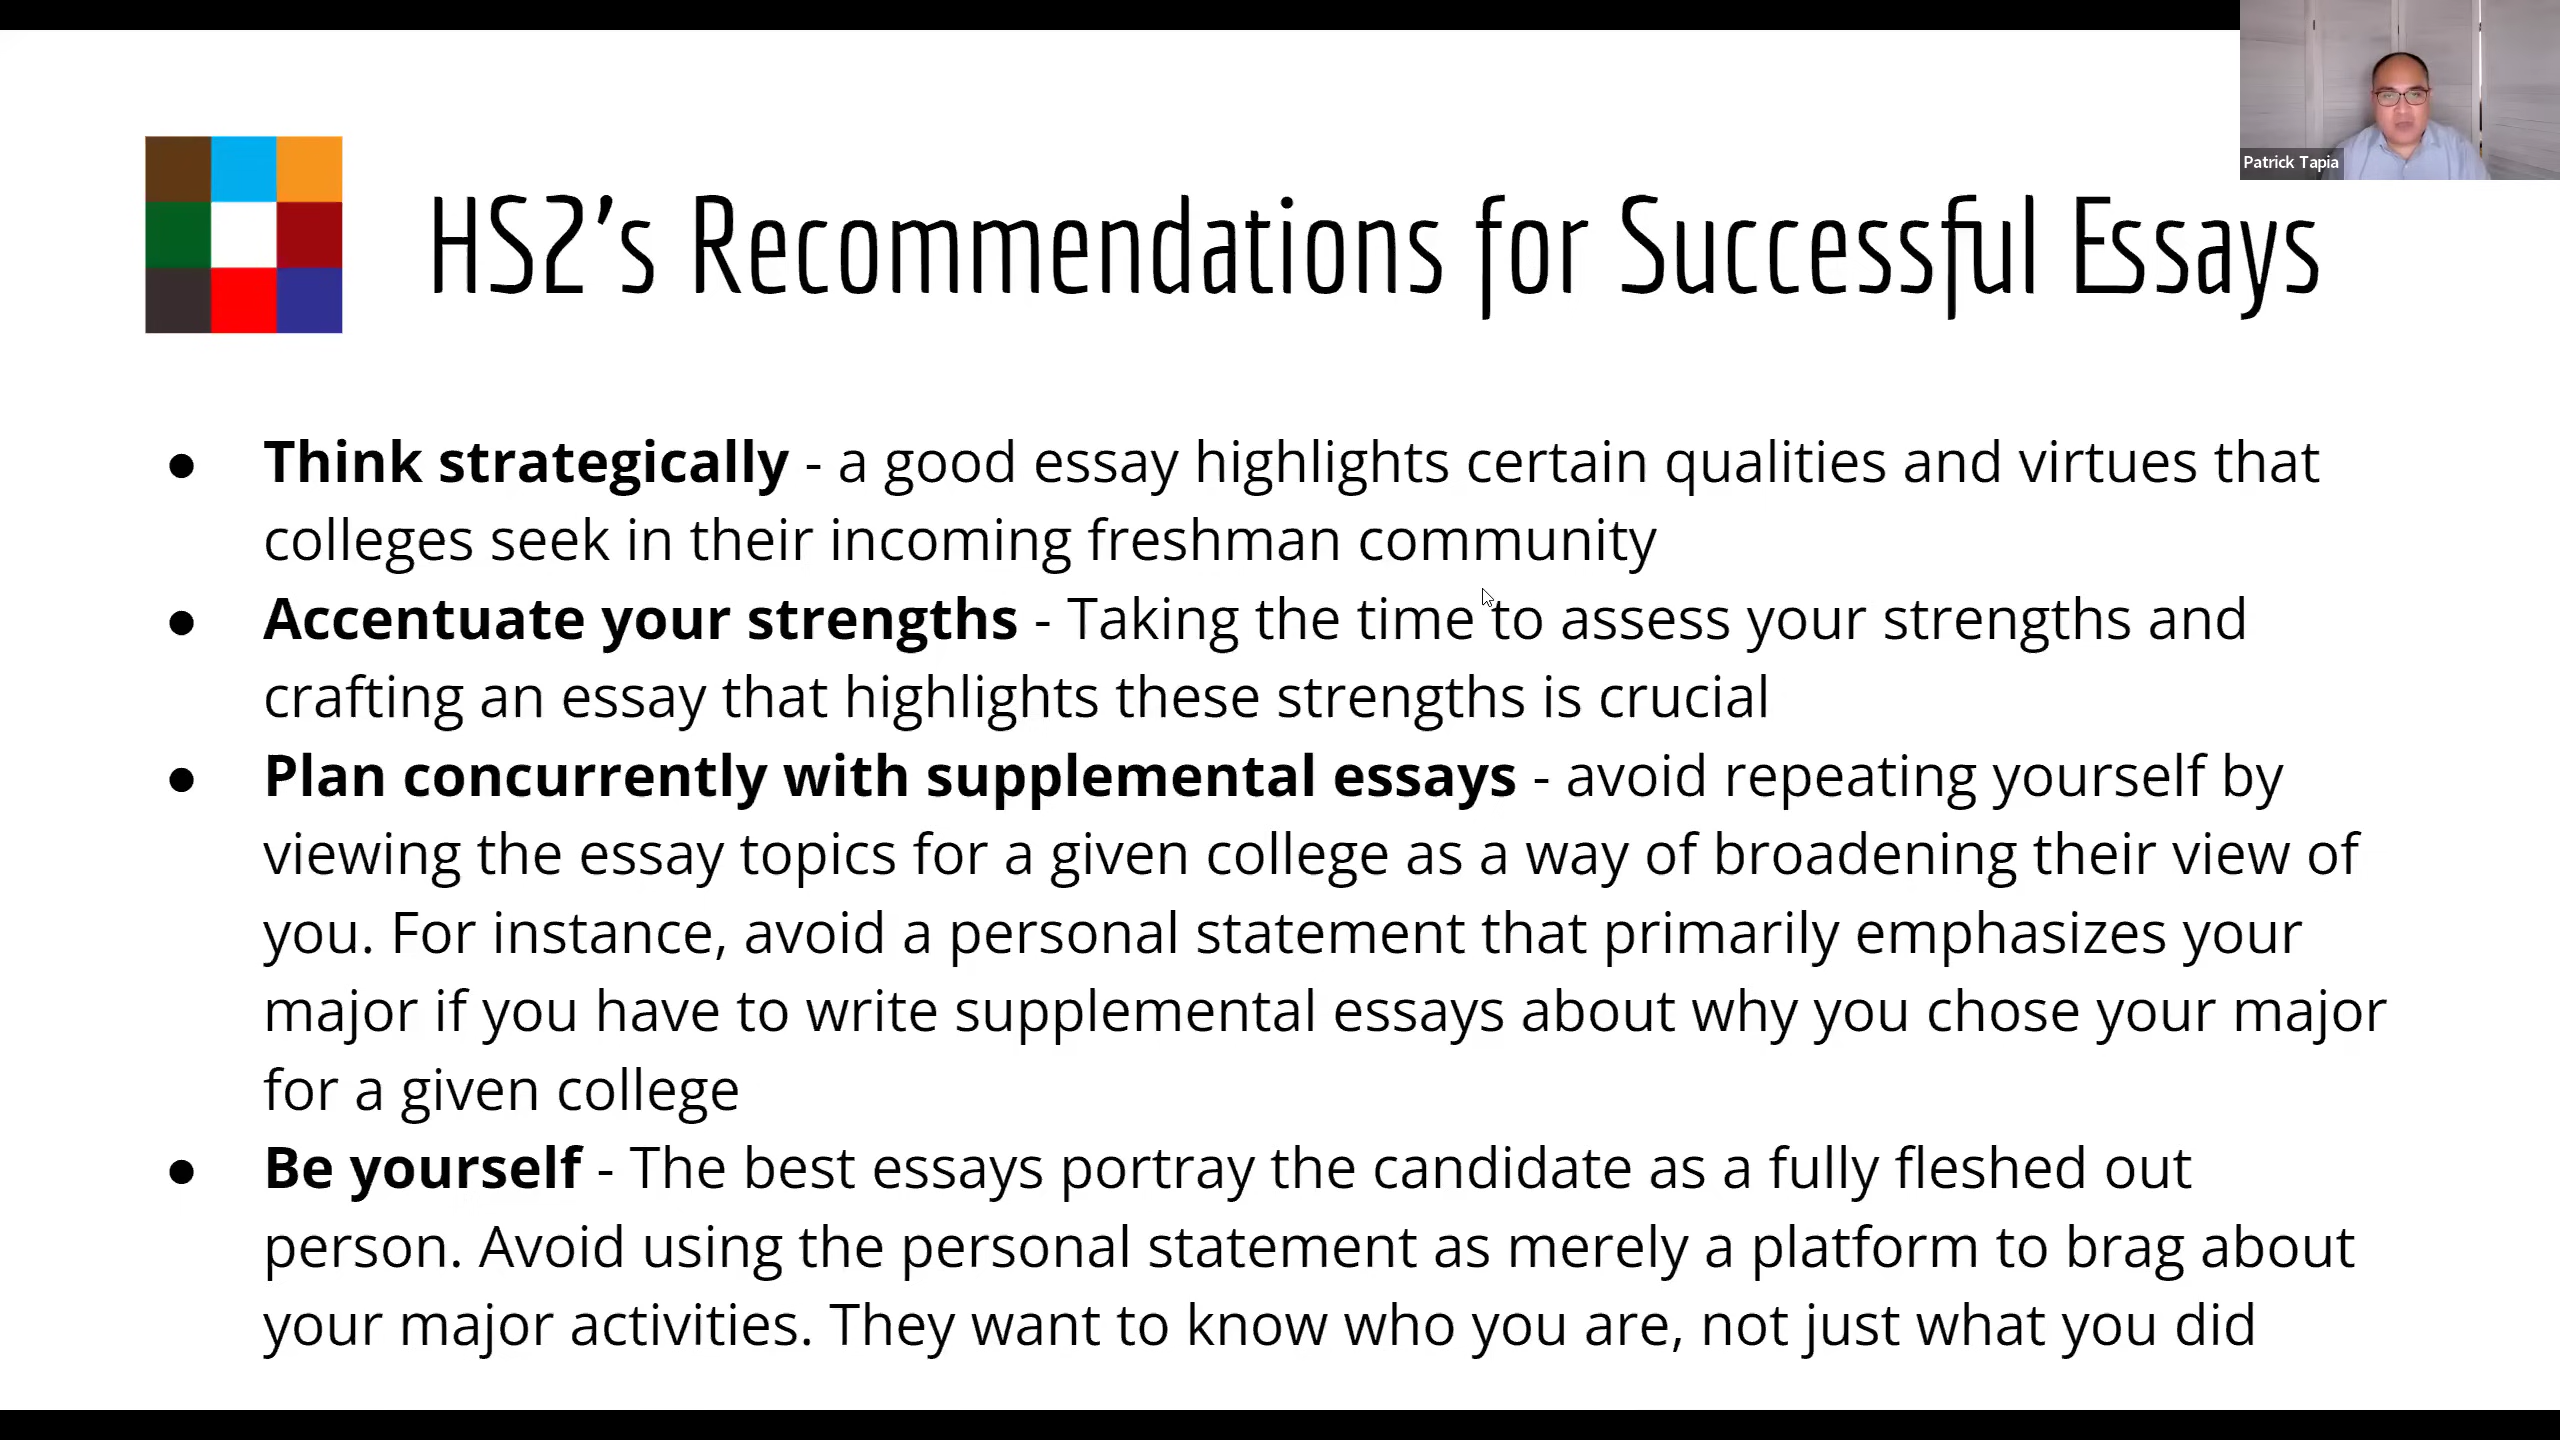 Patrick Tapia
HS2’s Recommendations for Successful Essays
● Think strategically - a good essay highlights certain qualities and virtues that
colleges seek in their incoming freshman community
● Accentuate your strengths - Taking the time to assess your strengths and
crafting an essay that highlights these strengths is crucial
● Plan concurrently with supplemental essays - avoid repeating yourself by
viewing the essay topics for a given college as a way of broadening their view of
you. For instance, avoid a personal statement that primarily emphasizes your
major if you have to write supplemental essays about why you chose your major
for a given college
● Be yourself - The best essays portray the candidate as a fully fleshed out
person. Avoid using the personal statement as merely a platform to brag about
your major activities. They want to know who you are, not just what you did